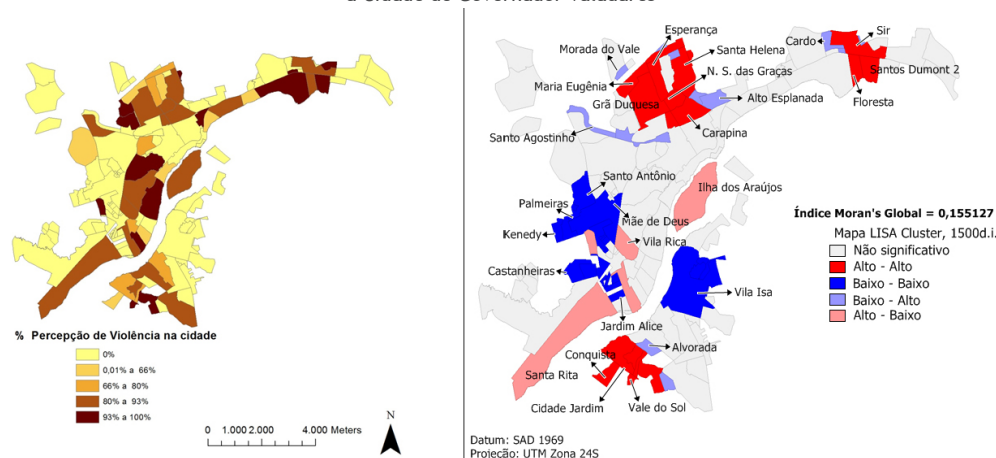 a Cidade de Governador Valadares
% Percepção de Violência na cidade
0%
0,01% a 66%
66% a 80%
80% a 93%
93% a 100%
0 1.000 2.000 4.000 Meters
N
Esperança
Morada do Vale
Santa Helena
N. S. das Graças
Maria Eugênia
Grã Duquesa
Alto Esplanada
Santo Agostinho
Carapina
Cardo
Sir
Santos Dumont 2
Floresta
Santo Antônio
Ilha dos Araújos
Palmeiras
Mãe de Deus
Kenedy
Vila Rica
Castanheiras
Vila Isa
Jardim Alice
Alvorada
Conquista
Santa Rita
Cidade Jardim
Vale do Sol
Índice Moran's Global = 0,155127
Mapa LISA Cluster, 1500d.i.
Não significativo
Alto - Alto
Baixo - Baixo
Baixo - Alto
Alto - Baixo
Datum: SAD 1969
Projeção: UTM Zona 24S